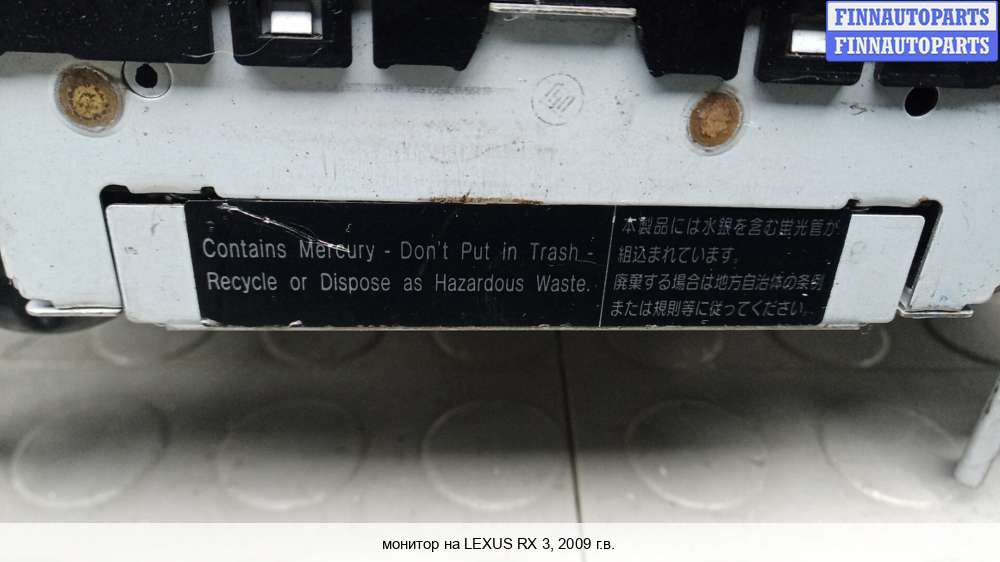 FINNAUTOPARTS
FINNAUTOPARTS
Contains Mercury - Don't Put in Trash -
Recycle or Dispose as Hazardous Waste.
本製品には水銀を含む蛍光管が
組込まれています。
廃棄する場合は地方自治体の条例
または規則等に従ってください。
монитор на LEXUS RX 3, 2009 г.в.